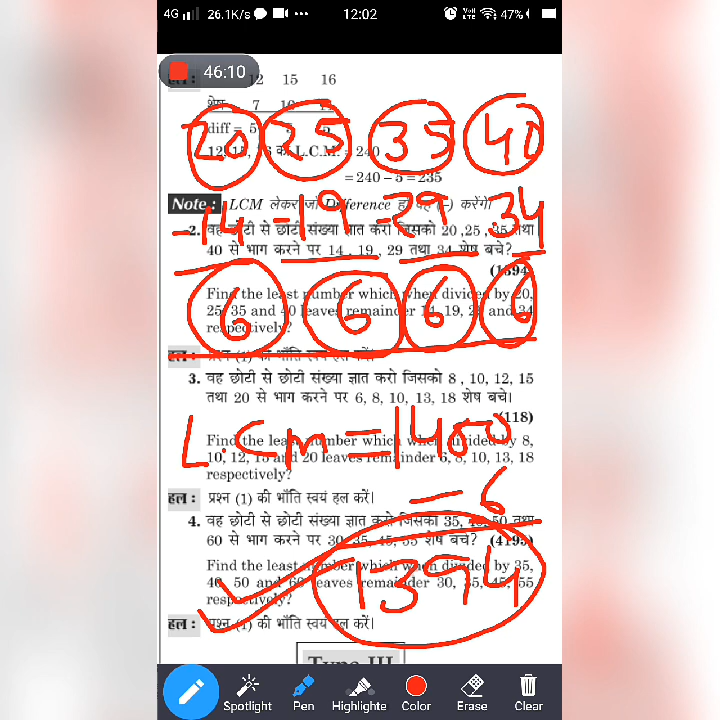 4G 26.1K/s 12:02 47%
46:10
हल : 12 15 16
शेष 7
diff = 5
20 25 35 40
L.C.M. = 240
= 240 – 5 = 235
Note : LCM लेकर जो Difference हो वह (-) करेंगे।
-14 -19 -29 34
2. वह छोटी से छोटी संख्या ज्ञात करो जिसको 20 ,25 , 35 तथा
40 से भाग करने पर 14 , 19 , 29 तथा 34 शेष बचे?
(1394
Find the least number which when divided by 20,
25, 35 and 40 leaves remainder 14, 19, 29 and 34
respectively?
6 6 6 6
हल : प्रश्न (1) की भाँति स्वयं हल करें।
3. वह छोटी से छोटी संख्या ज्ञात करो जिसको 8 , 10, 12, 15
तथा 20 से भाग करने पर 6, 8, 10, 13, 18 शेष बचे।
(118)
L.Cm = 1400
Find the least number which when divided by 8,
10, 12, 15 and 20 leaves remainder 6, 8, 10, 13, 18
respectively?
- 6
हल : प्रश्न (1) की भाँति स्वयं हल करें।
4. वह छोटी से छोटी संख्या ज्ञात करो जिसको 35, 50 तथा
60 से भाग करने पर 30, 35, 45, 55 शेष बचे? (4195)
Find the least number which when divided by 35,
40, 50 and 60 leaves remainder 30, 35, 45, 55
respectively?
1394
हल : प्रश्न (1) की भाँति स्वयं हल करें।
Type III
Spotlight Pen Highlighte Color Erase Clear